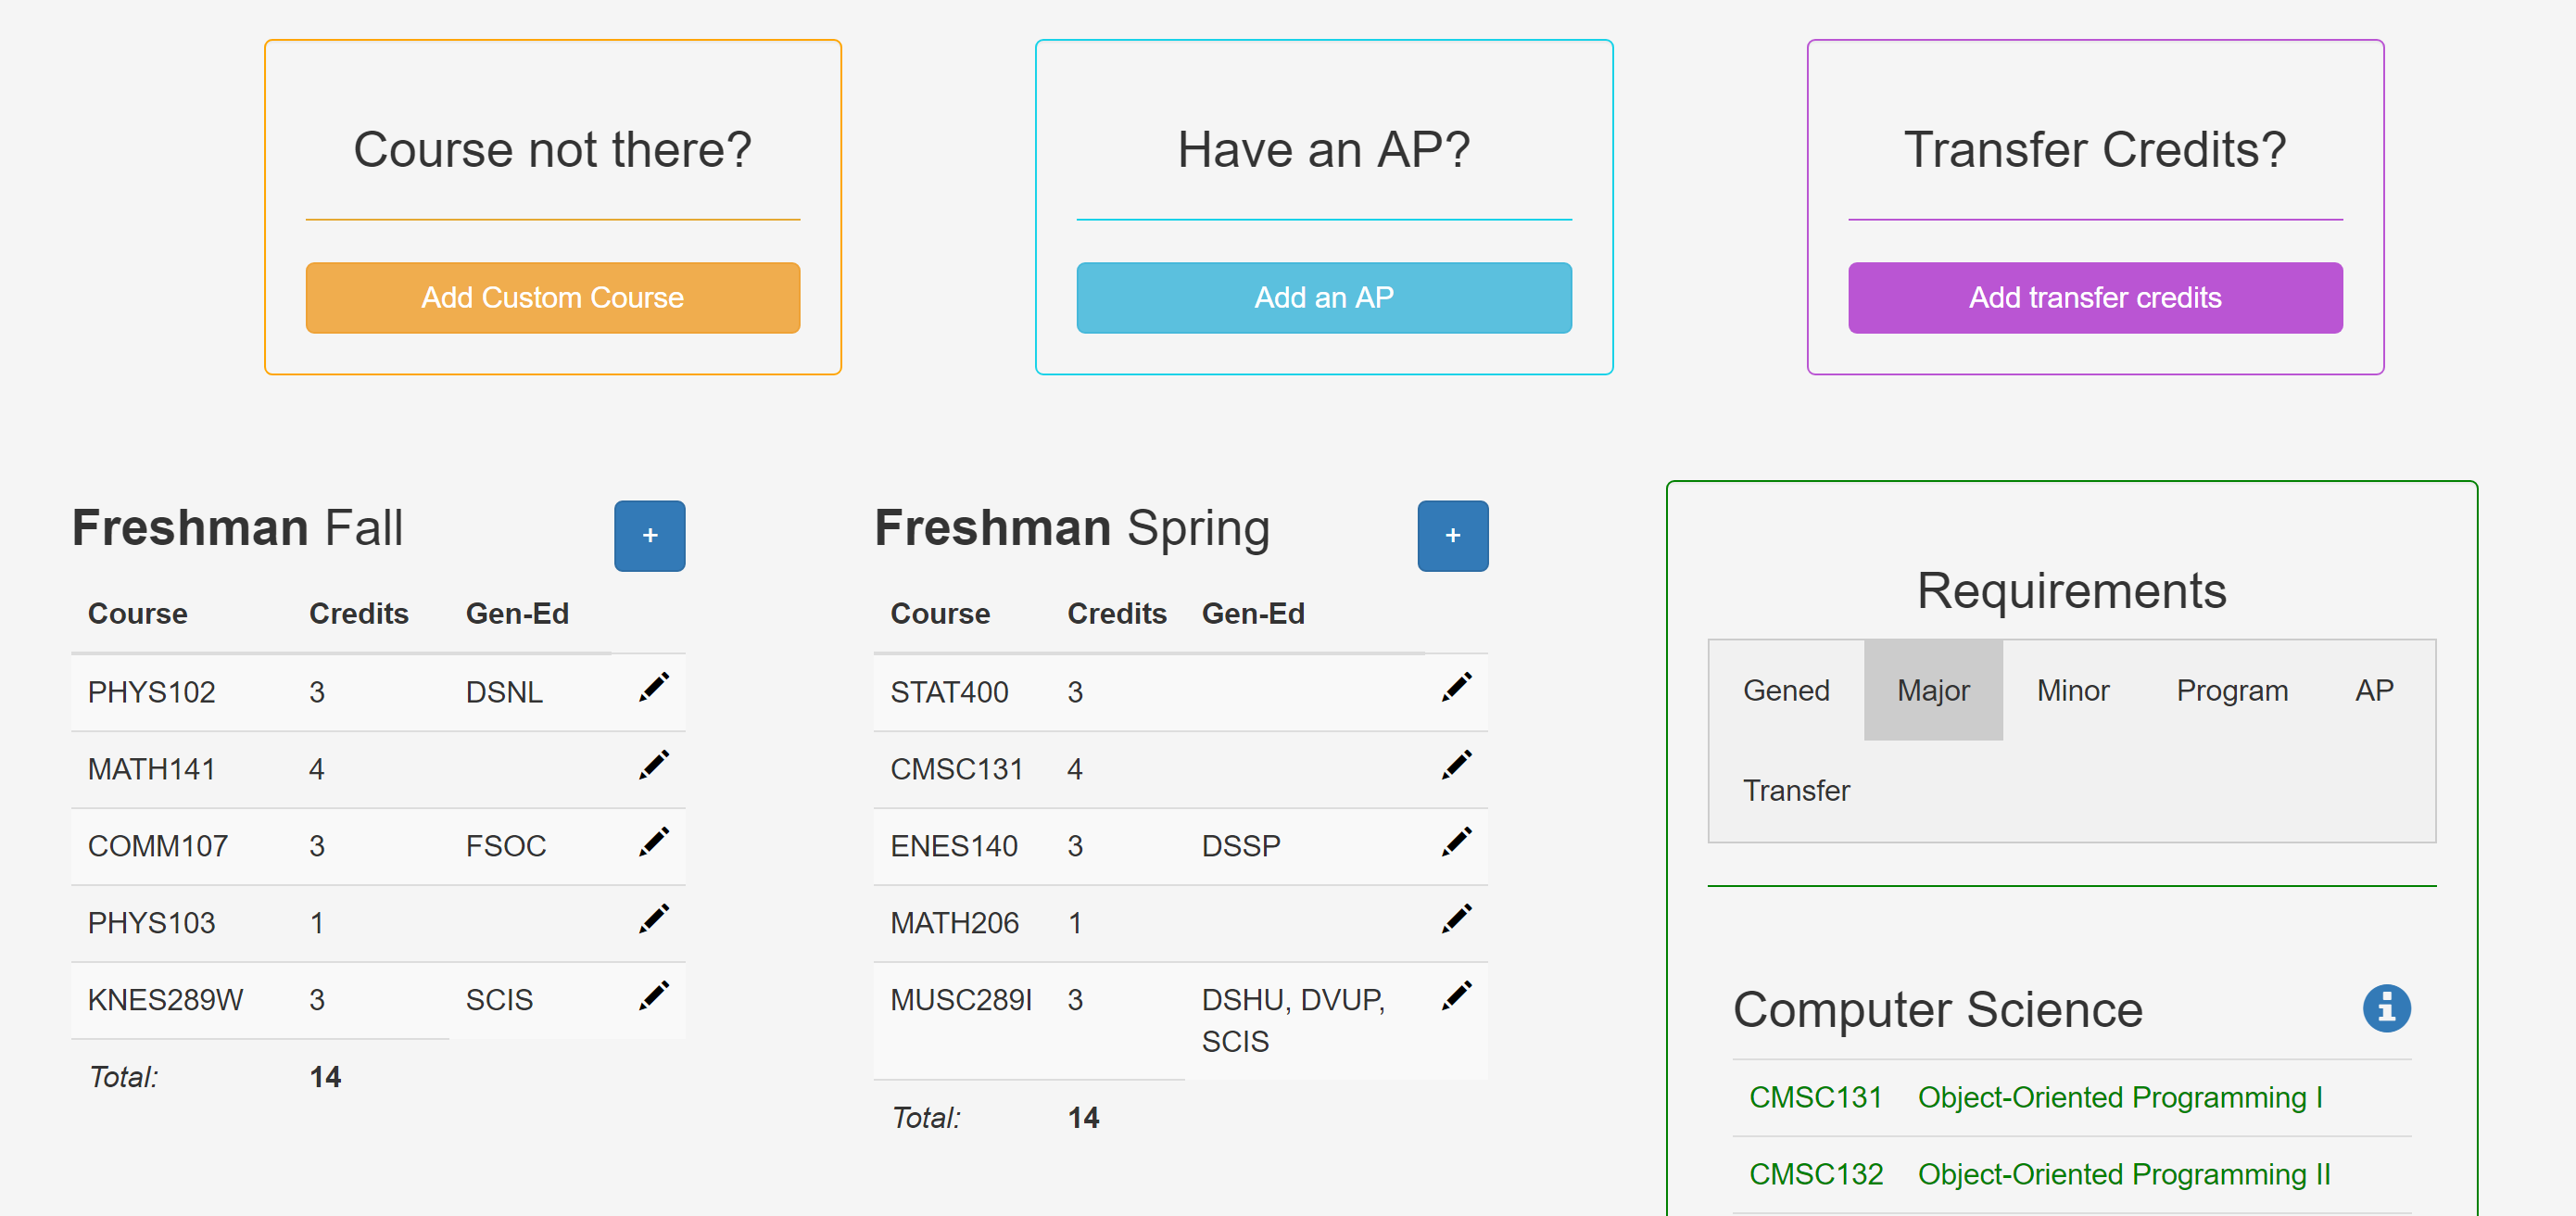 Course not there?
Add Custom Course
Have an AP?
Add an AP
Transfer Credits?
Add transfer credits
Freshman Fall
+
Course Credits Gen-Ed
PHYS102 3 DSNL
MATH141 4
COMM107 3 FSOC
PHYS103 1
KNES289W 3 SCIS
Total: 14
Freshman Spring
+
Course Credits Gen-Ed
STAT400 3
CMSC131 4
ENES140 3 DSSP
MATH206 1
MUSC289I 3 DSHU, DVUP,
SCIS
Total: 14
Requirements
Gened Major Minor Program AP
Transfer
Computer Science
CMSC131 Object-Oriented Programming I
CMSC132 Object-Oriented Programming II